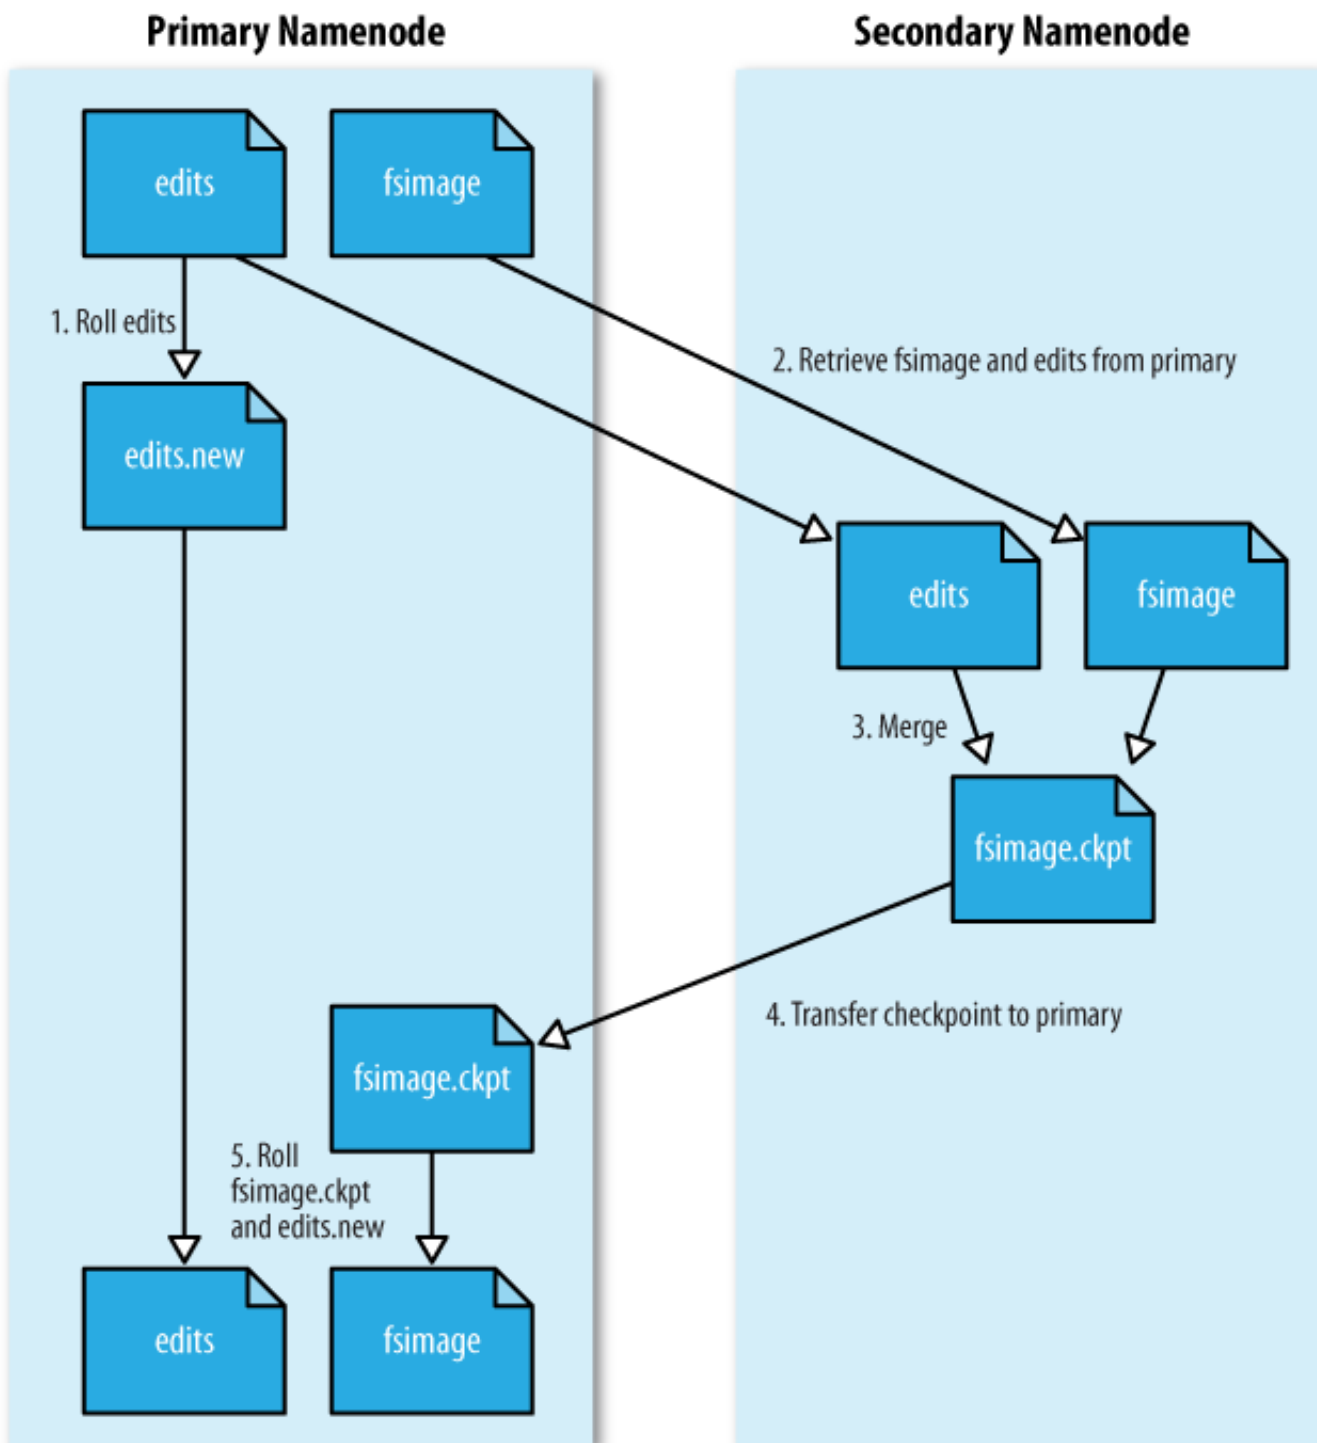 Primary Namenode
Secondary Namenode
edits
fsimage
1. Roll edits
2. Retrieve fsimage and edits from primary
edits.new
edits
fsimage
3. Merge
fsimage.ckpt
4. Transfer checkpoint to primary
fsimage.ckpt
5. Roll
fsimage.ckpt
and edits.new
edits
fsimage